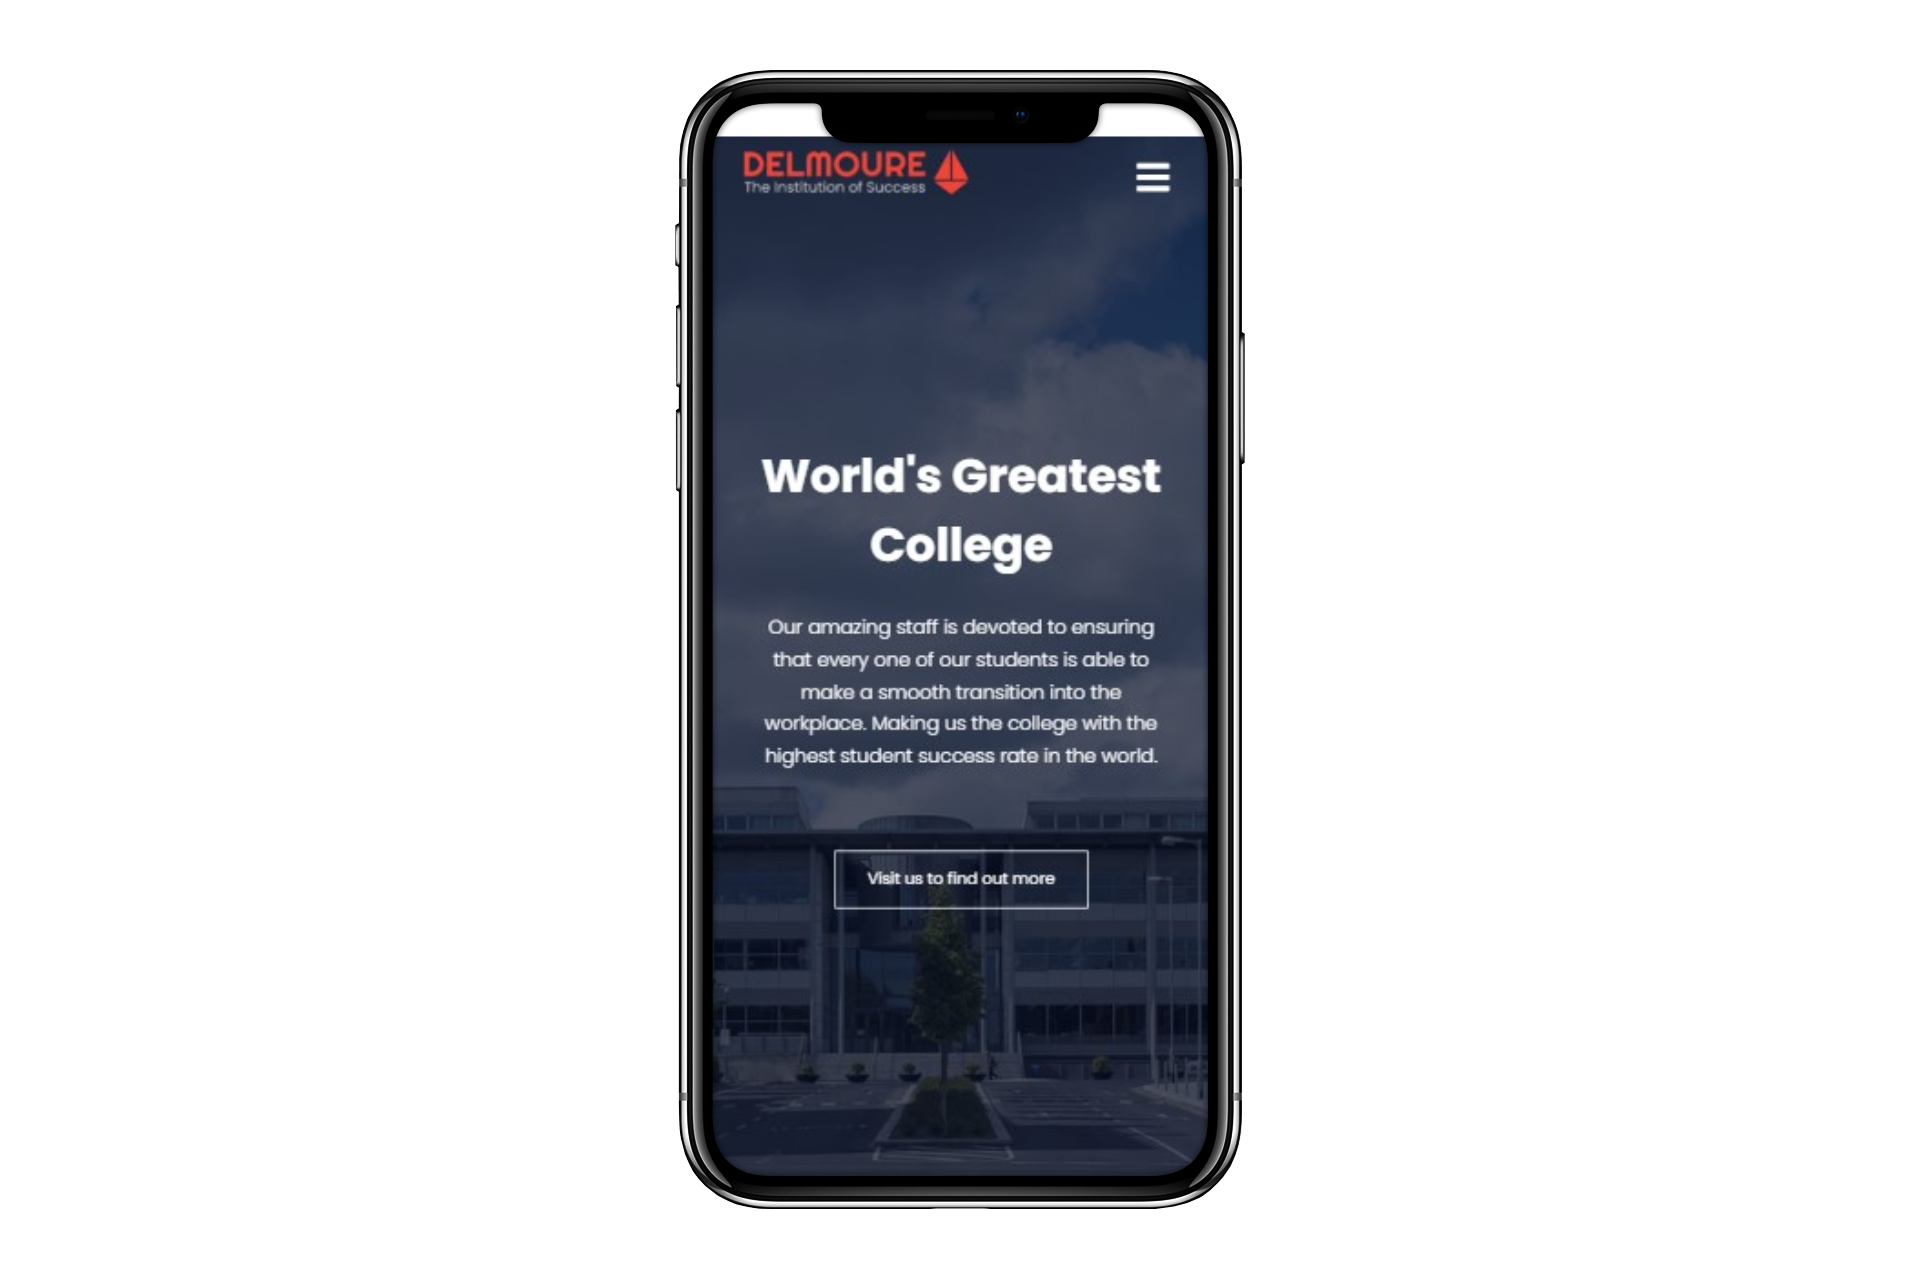 DELMOURE
The Institution of Success
World's Greatest
College
Our amazing staff is devoted to ensuring
that every one of our students is able to
make a smooth transition into the
workplace. Making us the college with the
highest student success rate in the world.
Visit us to find out more